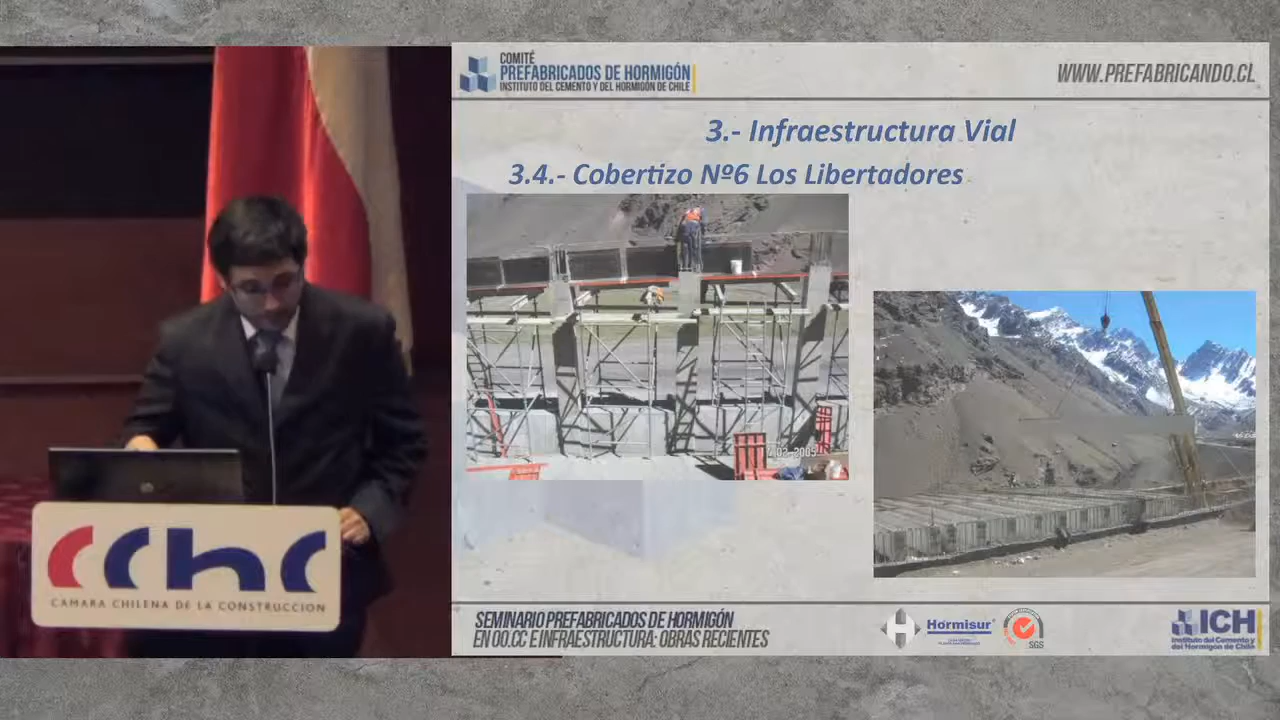 COMITÉ
PREFABRICADOS DE HORMIGÓN
INSTITUTO DEL CEMENTO Y DEL HORMIGÓN DE CHILE
WWW.PREFABRICANDO.CL
3.- Infraestructura Vial
3.4.- Cobertizo Nº6 Los Libertadores
CChC
CAMARA CHILENA DE LA CONSTRUCCION
SEMINARIO PREFABRICADOS DE HORMIGÓN
EN OO.CC E INFRAESTRUCTURA: OBRAS RECIENTES
Hormisur
SGS
ICH
Instituto del Cemento y
del Hormigón de Chile